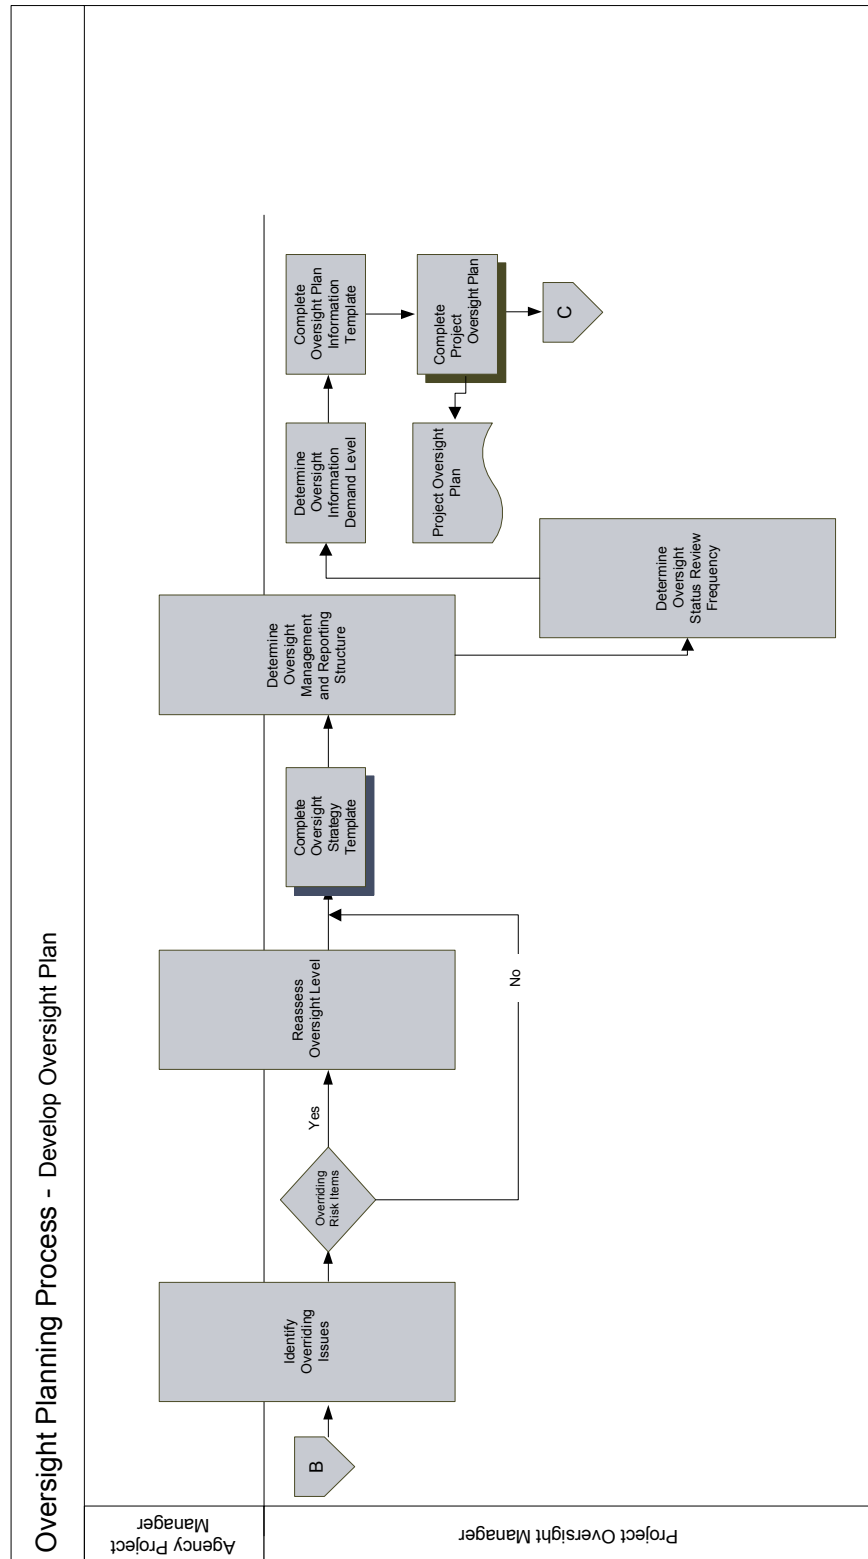 Oversight Planning Process - Develop Oversight Plan
Agency Project
Manager
Project Oversight Manager
B
Identify
Overriding
Issues
Overriding
Risk Items
Yes
No
Reassess
Oversight Level
Complete
Oversight
Strategy
Template
Determine
Oversight
Management
and Reporting
Structure
Determine
Oversight
Status Review
Frequency
Determine
Oversight
Information
Demand Level
Complete
Oversight Plan
Information
Template
Complete
Project
Oversight Plan
Project Oversight
Plan
C